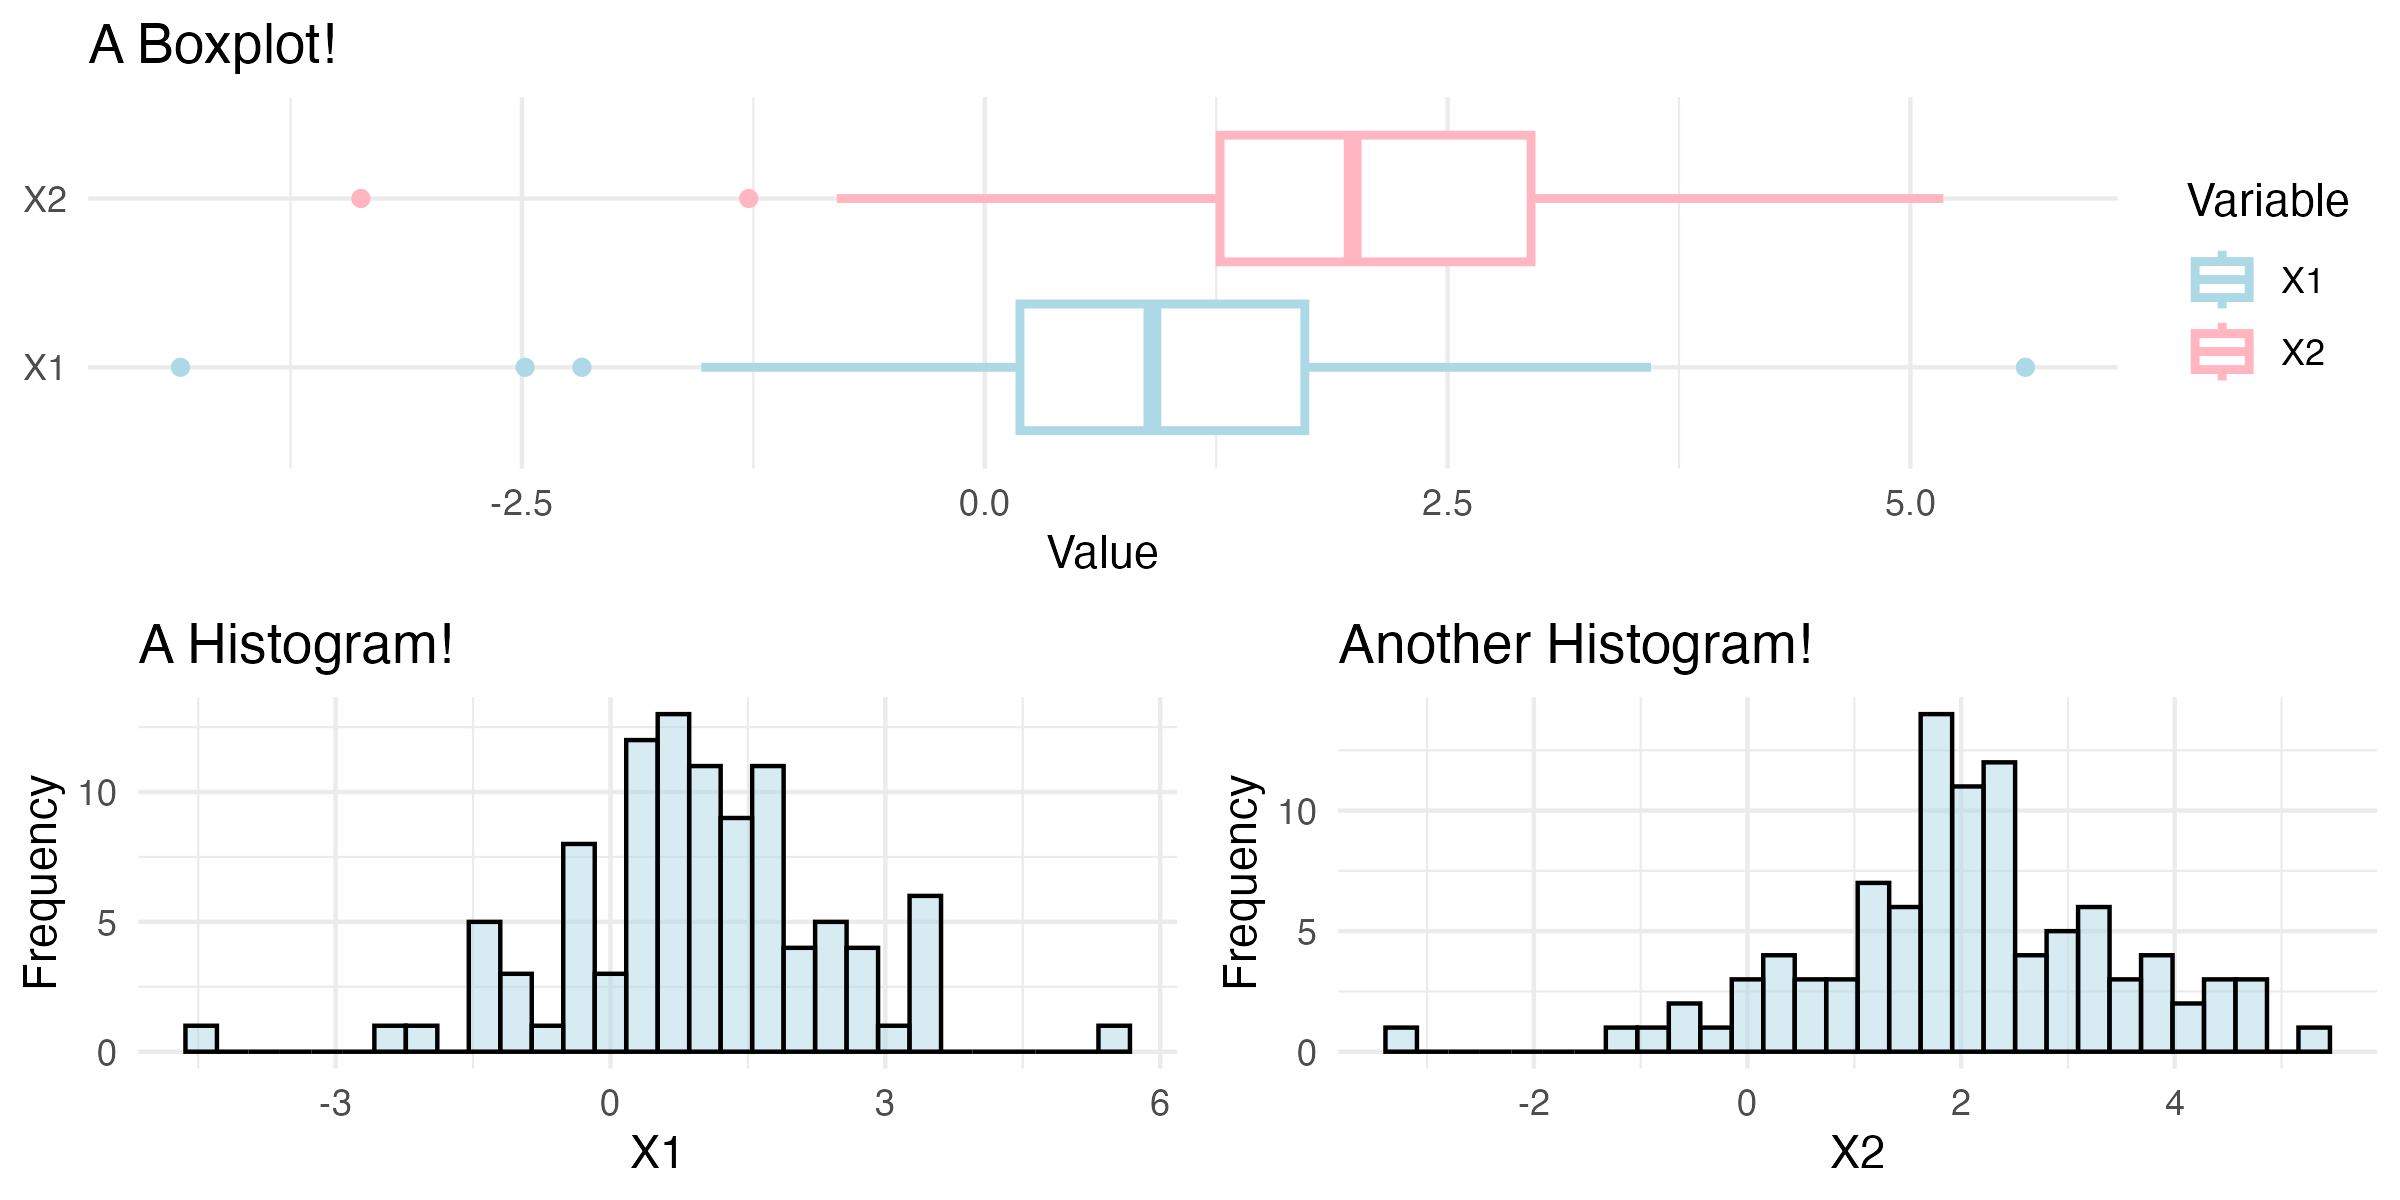 A Boxplot!
X2
X1
-2.5 0.0 2.5 5.0
Value
Variable
X1
X2
A Histogram!
Frequency
10
5
0
-3 0 3 6
X1
Another Histogram!
Frequency
10
5
0
-2 0 2 4
X2